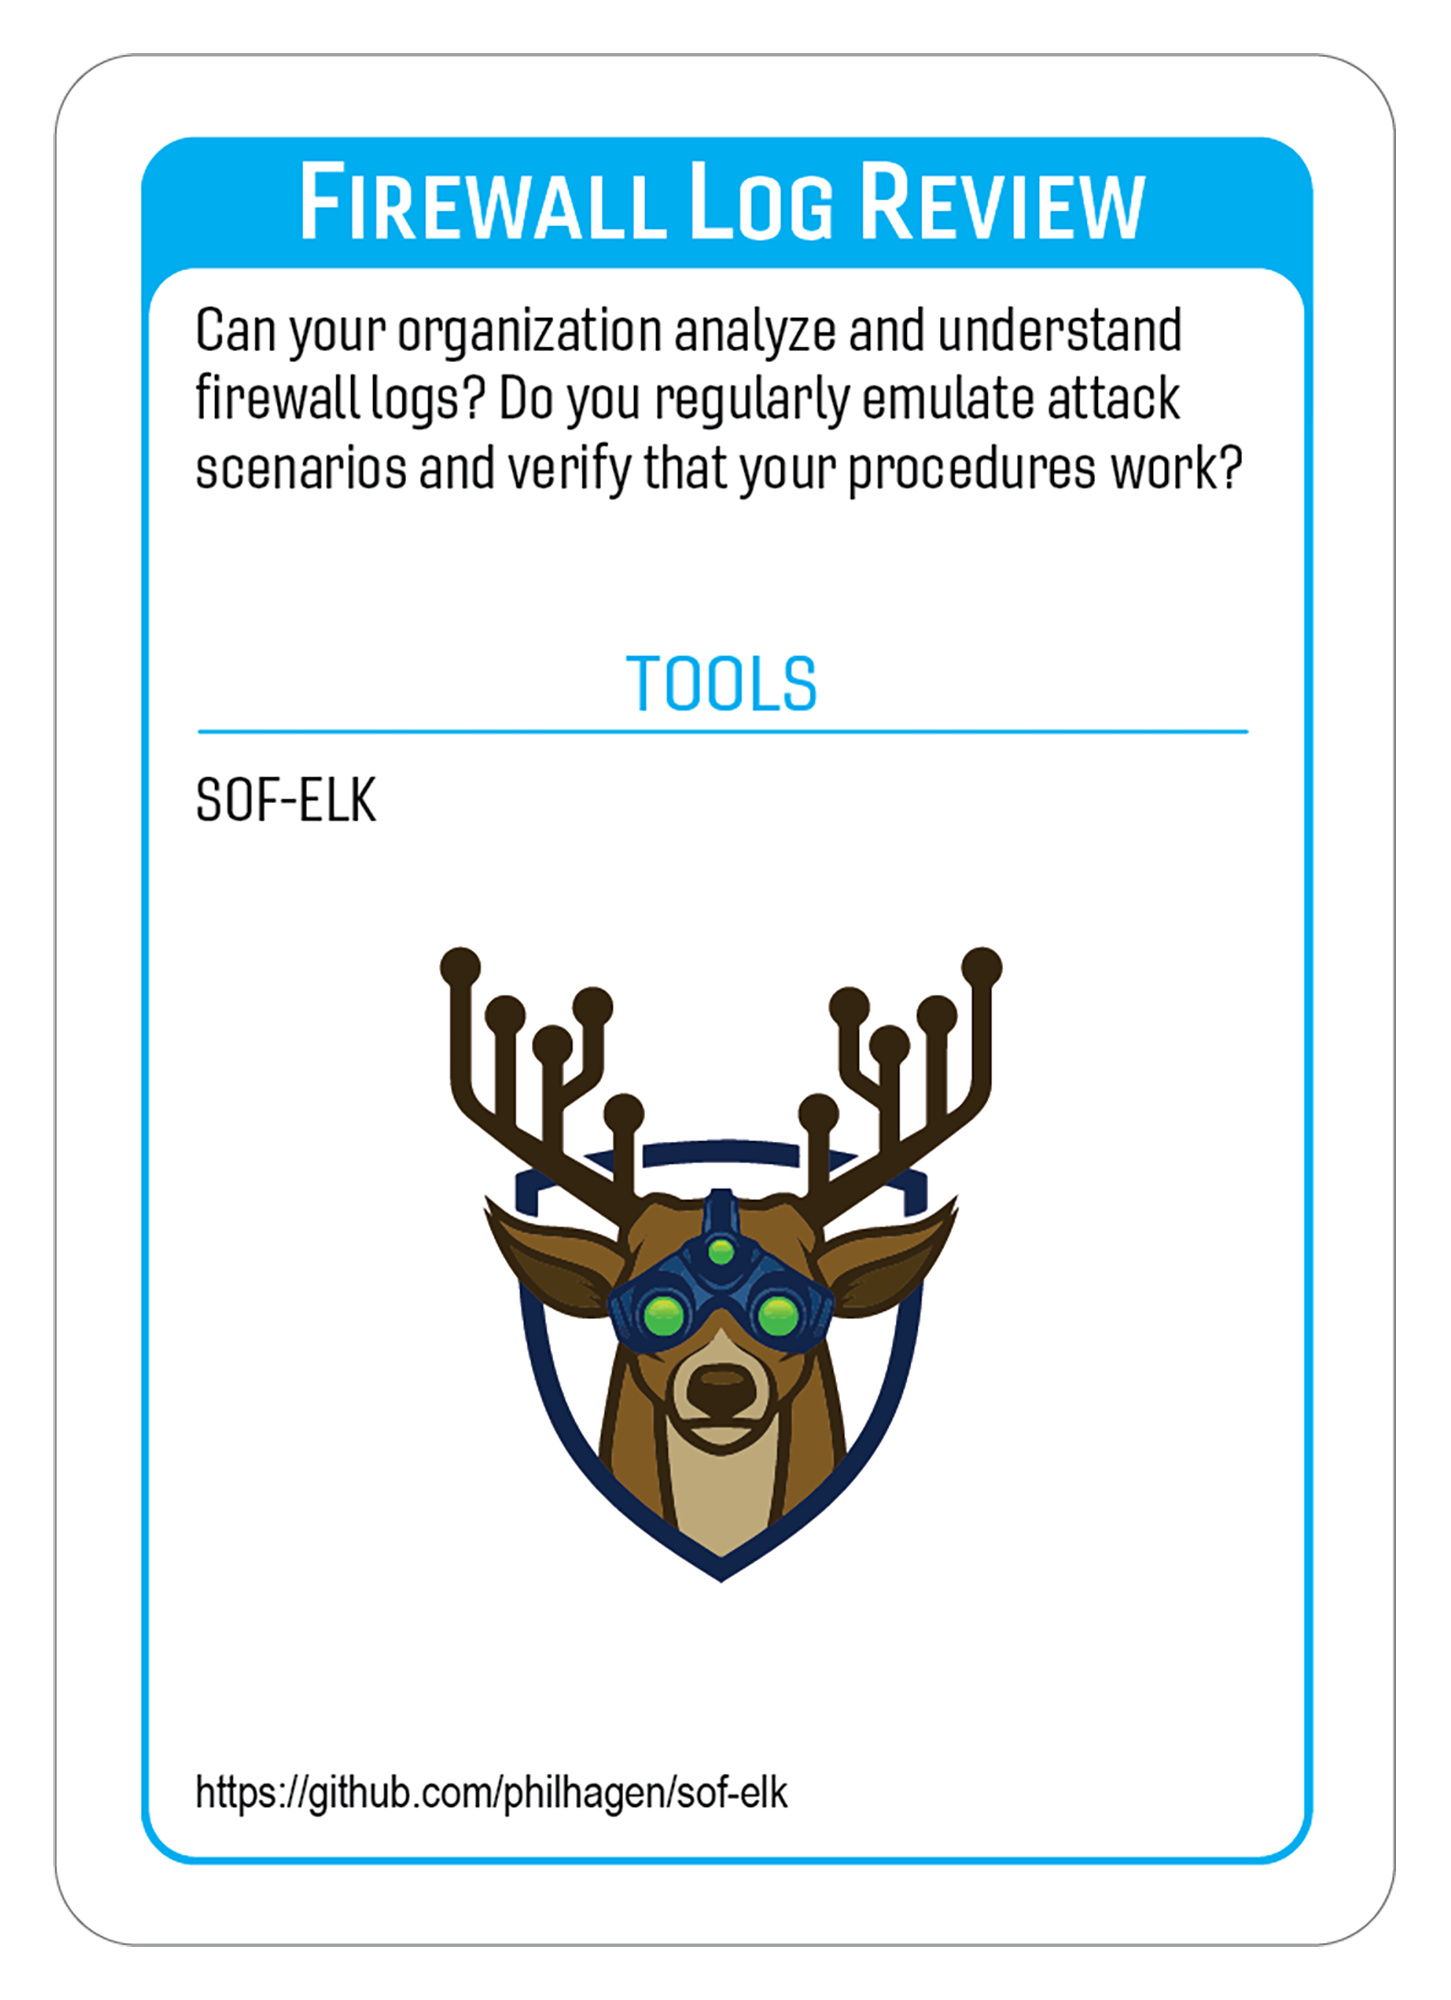 FIREWALL LOG REVIEW
Can your organization analyze and understand
firewall logs? Do you regularly emulate attack
scenarios and verify that your procedures work?
TOOLS
SOF-ELK
https://github.com/philhagen/sof-elk